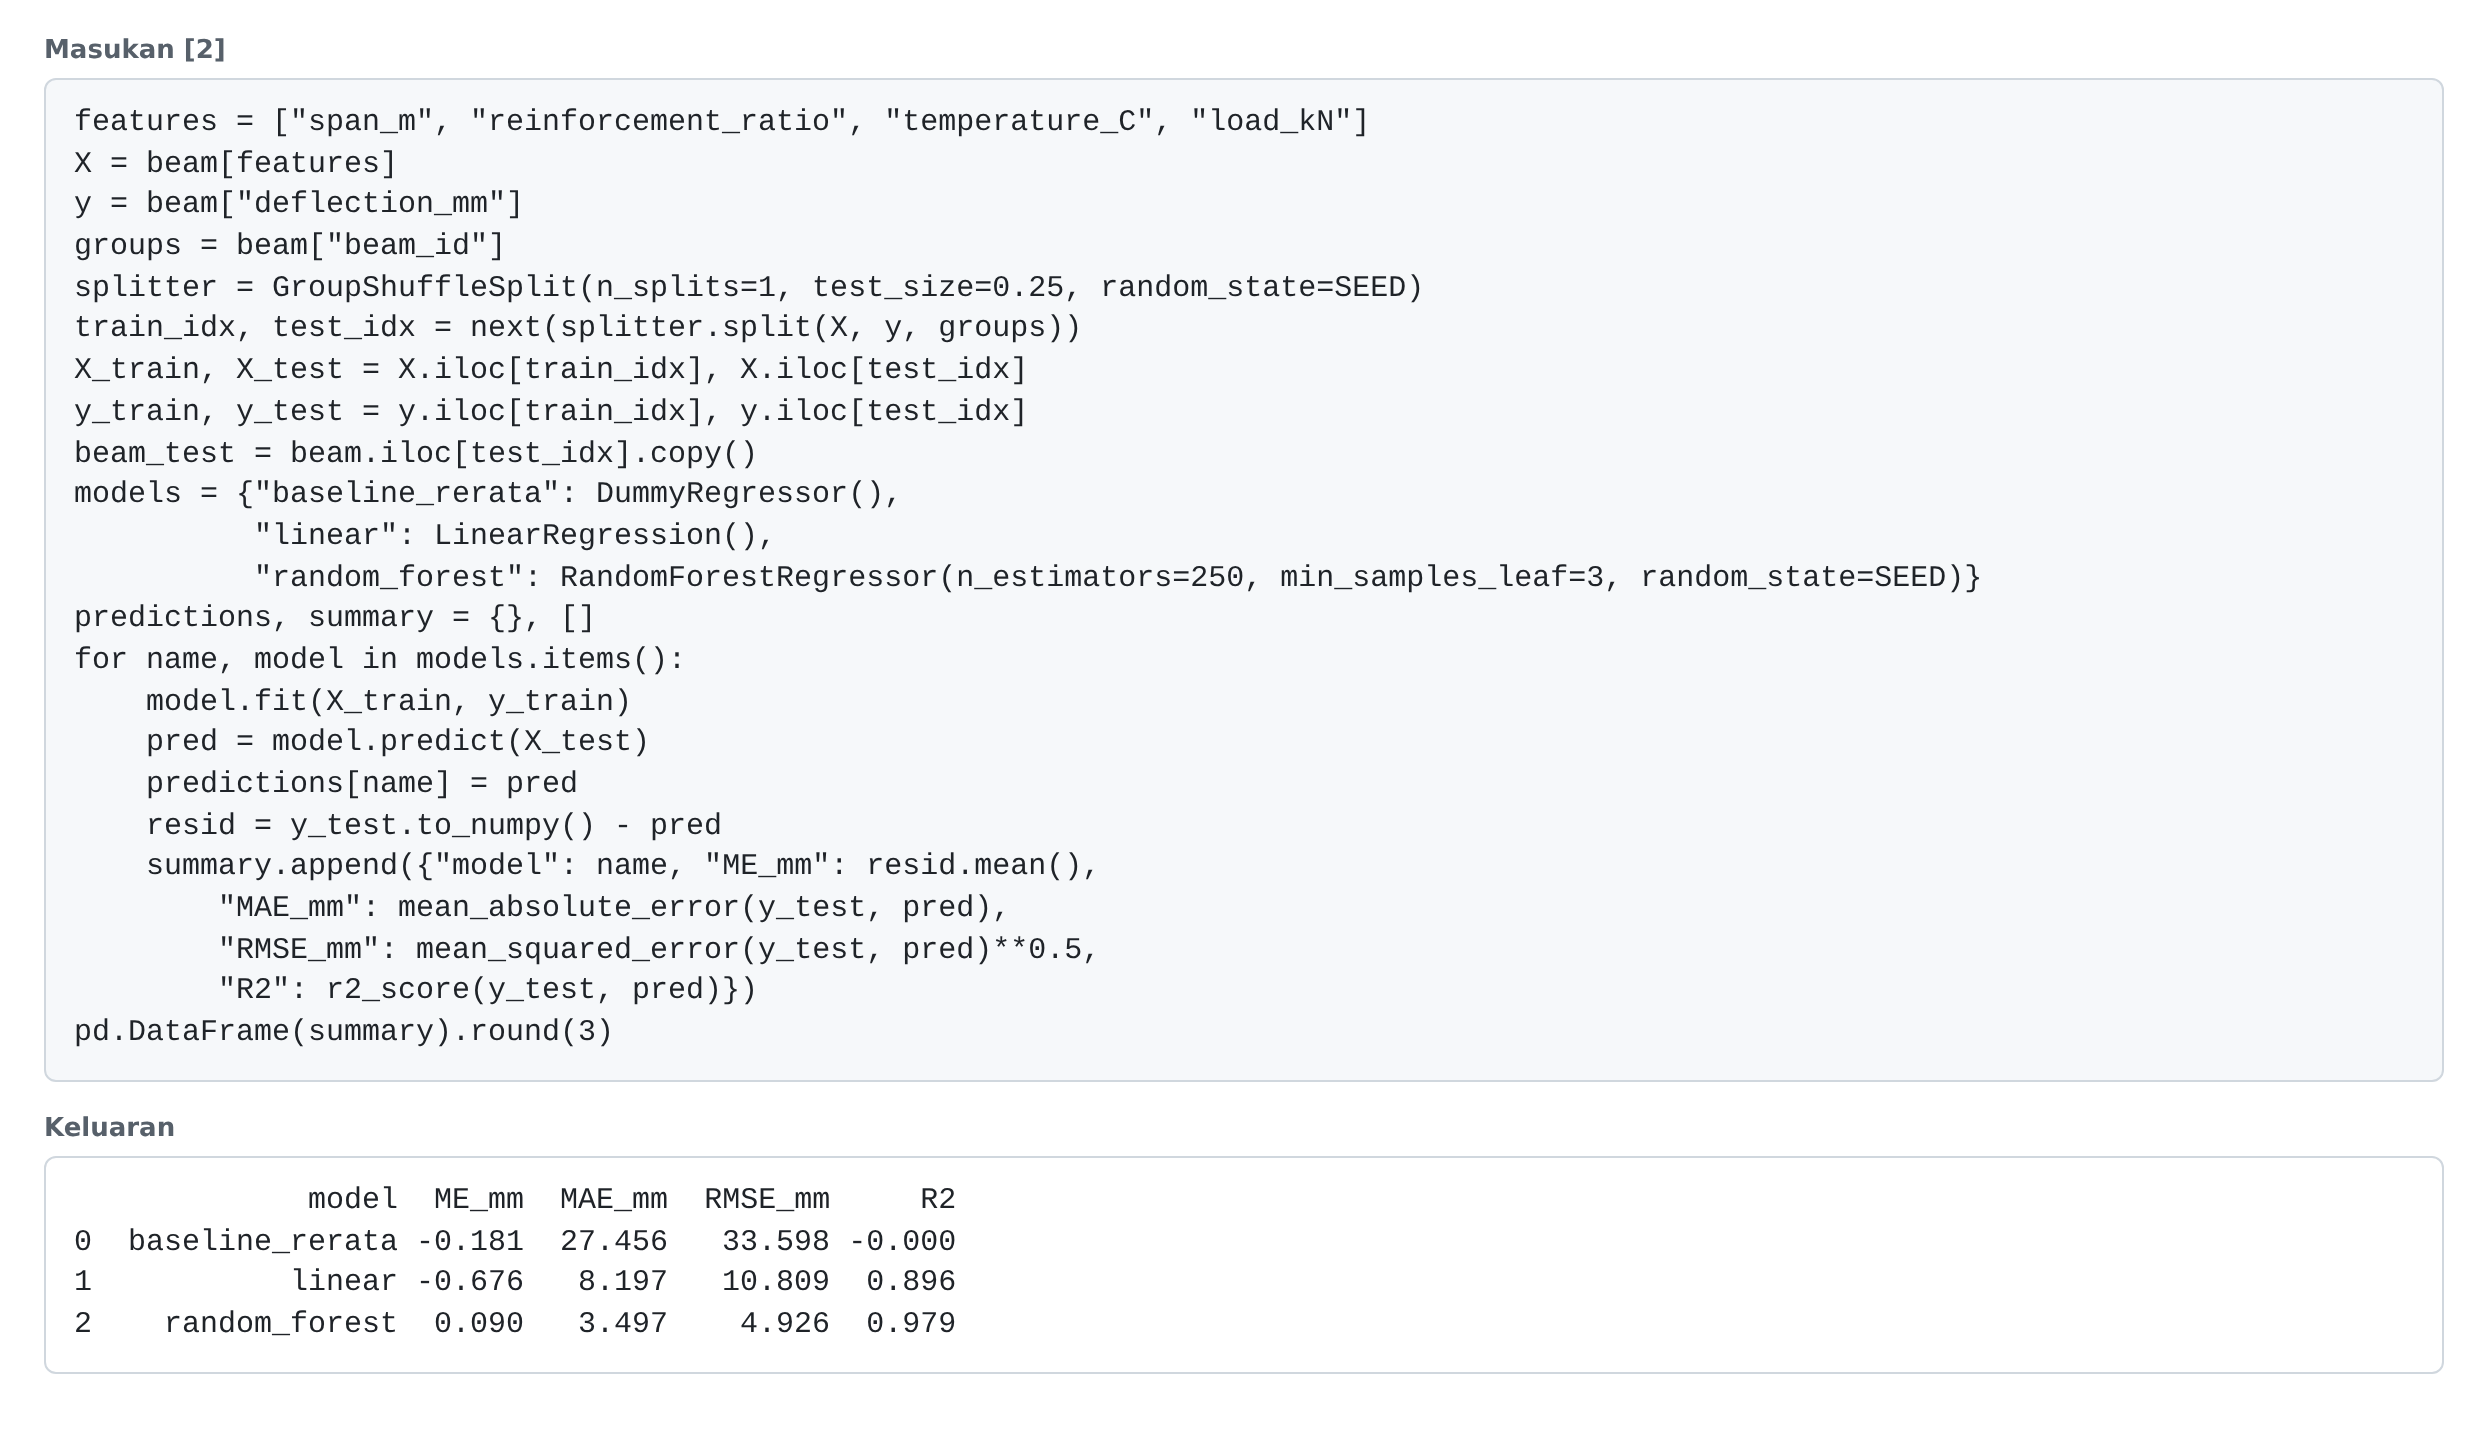 Masukan [2]
features = ["span_m", "reinforcement_ratio", "temperature_C", "load_kN"]
X = beam[features]
y = beam["deflection_mm"]
groups = beam["beam_id"]
splitter = GroupShuffleSplit(n_splits=1, test_size=0.25, random_state=SEED)
train_idx, test_idx = next(splitter.split(X, y, groups))
X_train, X_test = X.iloc[train_idx], X.iloc[test_idx]
y_train, y_test = y.iloc[train_idx], y.iloc[test_idx]
beam_test = beam.iloc[test_idx].copy()
models = {"baseline_rerata": DummyRegressor(),
          "linear": LinearRegression(),
          "random_forest": RandomForestRegressor(n_estimators=250, min_samples_leaf=3, random_state=SEED)}
predictions, summary = {}, []
for name, model in models.items():
    model.fit(X_train, y_train)
    pred = model.predict(X_test)
    predictions[name] = pred
    resid = y_test.to_numpy() - pred
    summary.append({"model": name, "ME_mm": resid.mean(),
        "MAE_mm": mean_absolute_error(y_test, pred),
        "RMSE_mm": mean_squared_error(y_test, pred)**0.5,
        "R2": r2_score(y_test, pred)})
pd.DataFrame(summary).round(3)
Keluaran
             model  ME_mm  MAE_mm  RMSE_mm     R2
0  baseline_rerata -0.181  27.456   33.598 -0.000
1           linear -0.676   8.197   10.809  0.896
2    random_forest  0.090   3.497    4.926  0.979